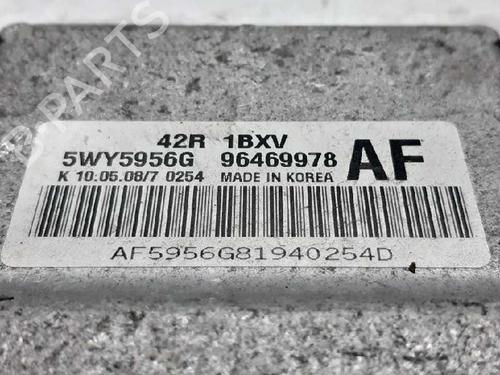 B PARTS
42R 1BXV
5WY5956G 96469978 AF
K 10.05.08/7 0254 MADE IN KOREA
AF5956G81940254D